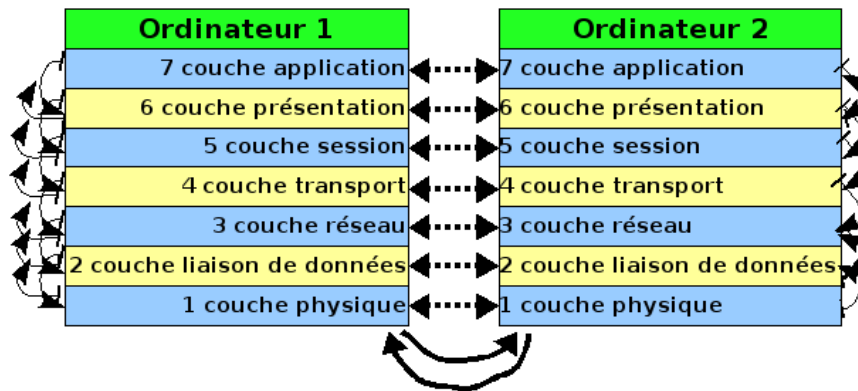 Ordinateur 1
7 couche application
6 couche présentation
5 couche session
4 couche transport
3 couche réseau
2 couche liaison de données
1 couche physique
Ordinateur 2
7 couche application
6 couche présentation
5 couche session
4 couche transport
3 couche réseau
2 couche liaison de données
1 couche physique